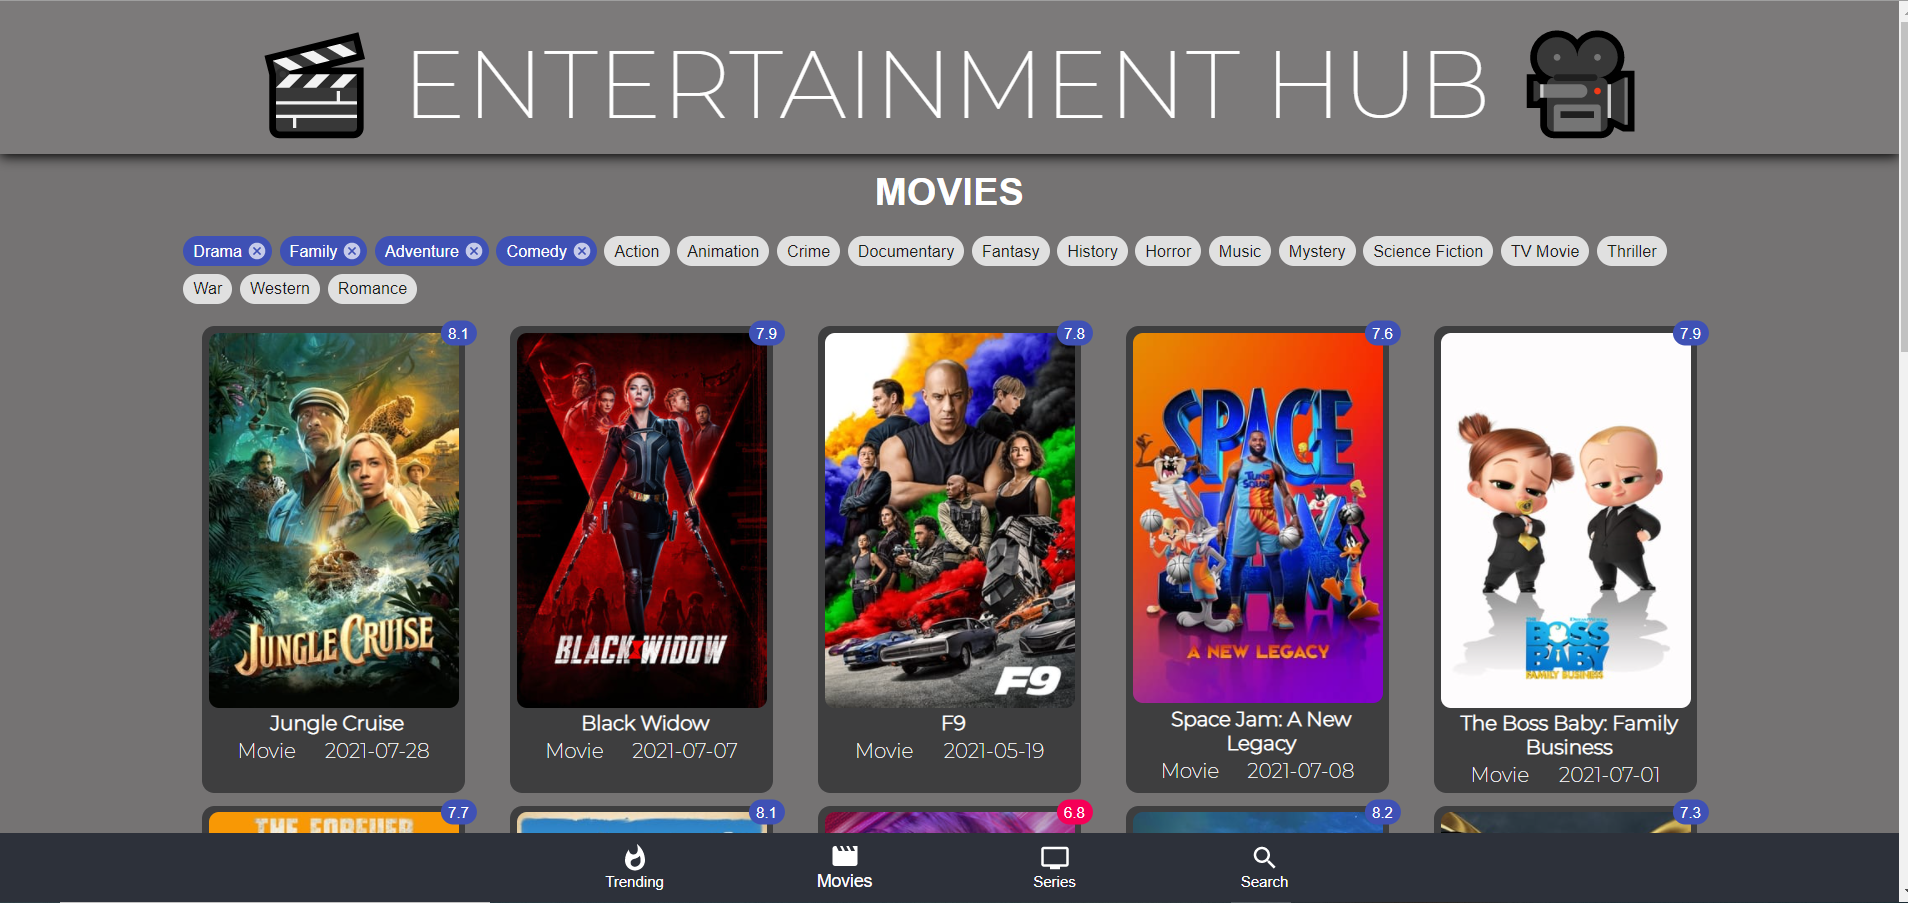 ENTERTAINMENT HUB
MOVIES
Drama Family Adventure Comedy Action Animation Crime Documentary Fantasy History Horror Music Mystery Science Fiction TV Movie Thriller
War Western Romance
8.1 7.9 7.8 7.6 7.9
JUNGLE CRUISE
BLACK WIDOW
F9
SPACE JAM
TUNE SQUAD
A NEW LEGACY
THE
BOSS
BABY
FAMILY BUSINESS
Jungle Cruise
Movie 2021-07-28
Black Widow
Movie 2021-07-07
F9
Movie 2021-05-19
Space Jam: A New
Legacy
Movie 2021-07-08
The Boss Baby: Family
Business
Movie 2021-07-01
7.7 8.1 6.8 8.2 7.3
THE FOREVER
Trending Movies Series Search